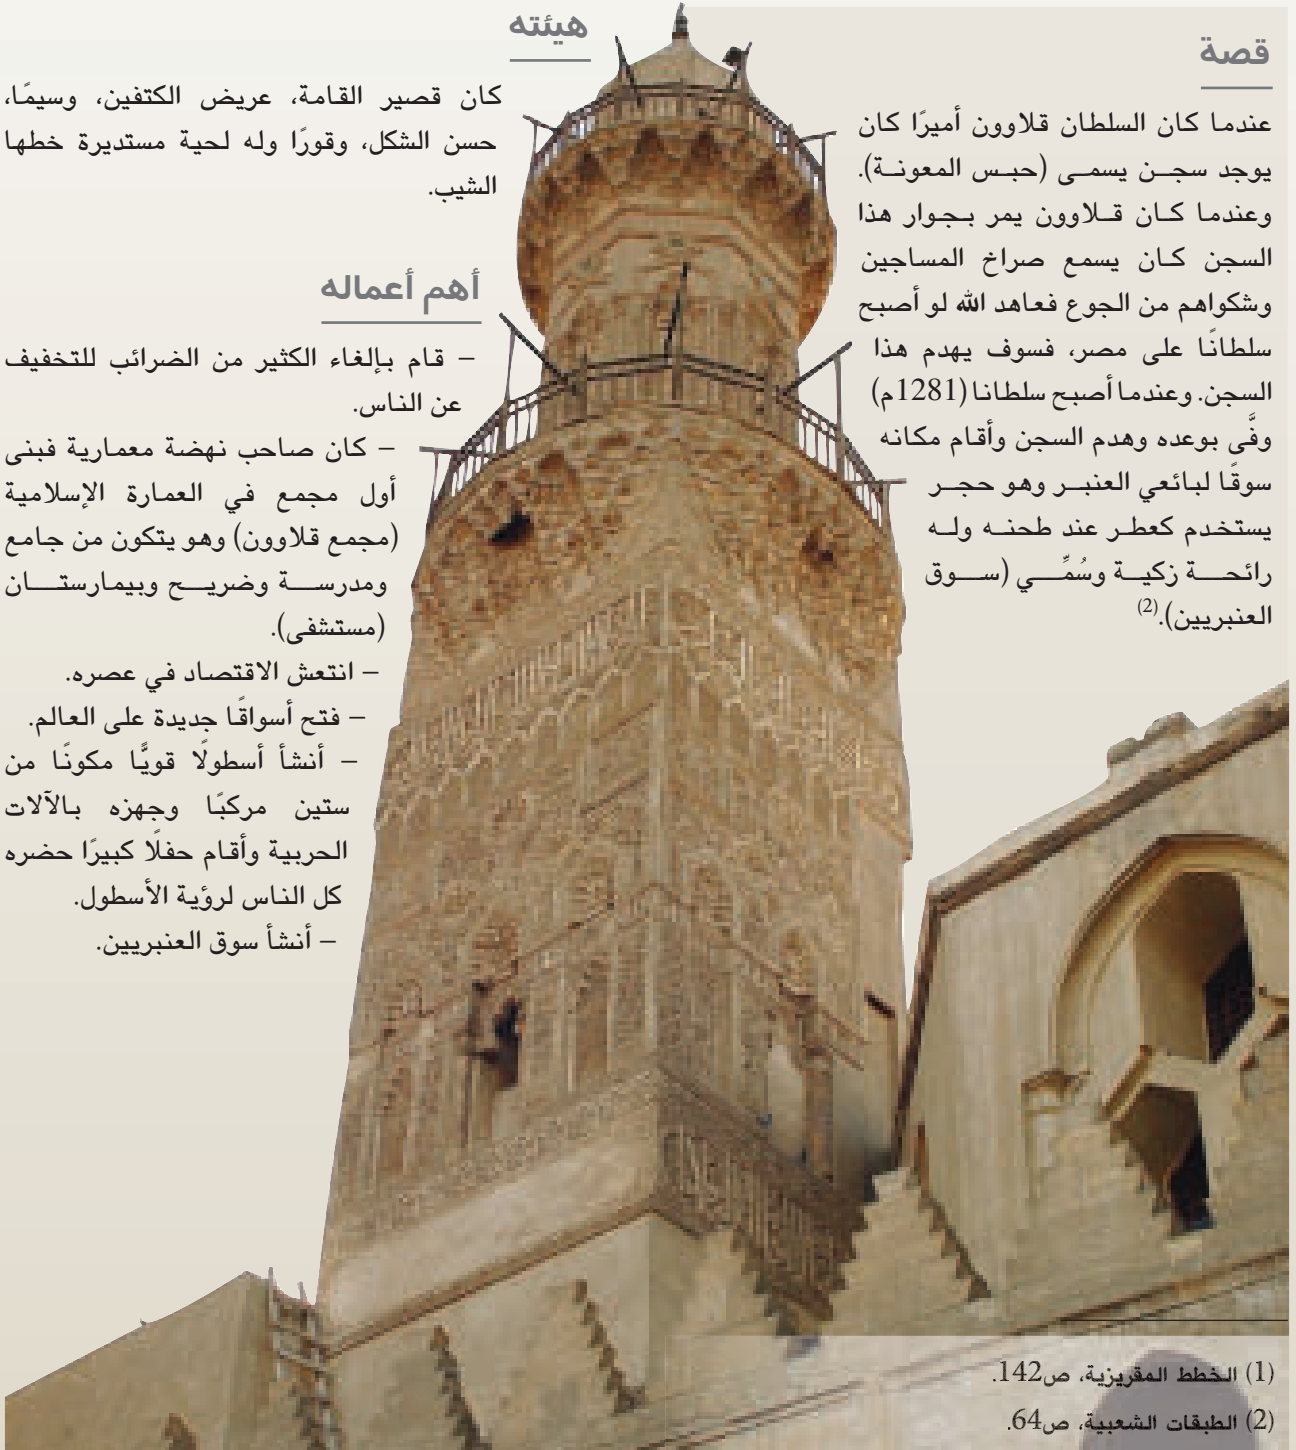 قصة
عندما كان السلطان قلاوون أميرًا كان
يوجد سجن يسمى (حبس المعونة).
وعندما كان قلاوون يمر بجوار هذا
السجن كان يسمع صراخ المساجين
وشكواهم من الجوع فعاهد الله لو أصبح
سلطانًا على مصر، فسوف يهدم هذا
السجن. وعندما أصبح سلطانا (1281م)
وفَّى بوعده وهدم السجن وأقام مكانه
سوقًا لبائعي العنبر وهو حجر
يستخدم كعطر عند طحنه وله
رائحة زكية وسُمِّي (سوق
العنبريين).(2)
هيئته
كان قصير القامة، عريض الكتفين، وسيمًا،
حسن الشكل، وقورًا وله لحية مستديرة خطها
الشيب.
أهم أعماله
– قام بإلغاء الكثير من الضرائب للتخفيف
عن الناس.
– كان صاحب نهضة معمارية فبنى
أول مجمع في العمارة الإسلامية
(مجمع قلاوون) وهو يتكون من جامع
ومدرسة وضريح وبيمارستان
(مستشفى).
– انتعش الاقتصاد في عصره.
– فتح أسواقًا جديدة على العالم.
– أنشأ أسطولًا قويًّا مكونًا من
ستين مركبًا وجهزه بالآلات
الحربية وأقام حفلًا كبيرًا حضره
كل الناس لرؤية الأسطول.
– أنشأ سوق العنبريين.
(1) الخطط المقريزية، ص142.
(2) الطبقات الشعبية، ص64.